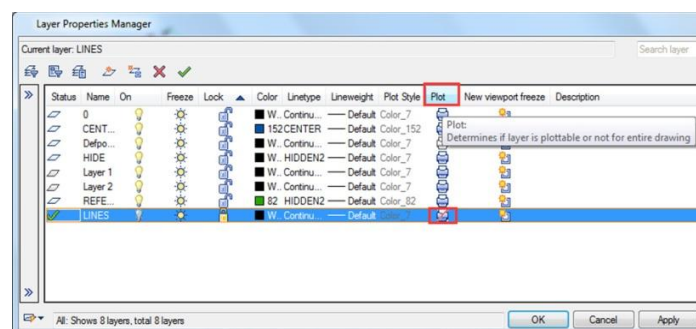 Layer Properties Manager
Current layer: LINES
Search layer
Status Name On Freeze Lock Color Linetype Lineweight Plot Style Plot New viewport freeze Description
0 W... Continu... Default Color_7
CENT... 152 CENTER Default Color_152
Defpo... W... Continu... Default Color_7
HIDE W... HIDDEN2 Default Color_7
Layer 1 W... Continu... Default Color_7
Layer 2 W... Continu... Default Color_7
REFE... 82 HIDDEN2 Default Color_82
LINES W... Continu... Default Color_7
Plot:
Determines if layer is plottable or not for entire drawing
All: Shows 8 layers, total 8 layers
OK Cancel Apply